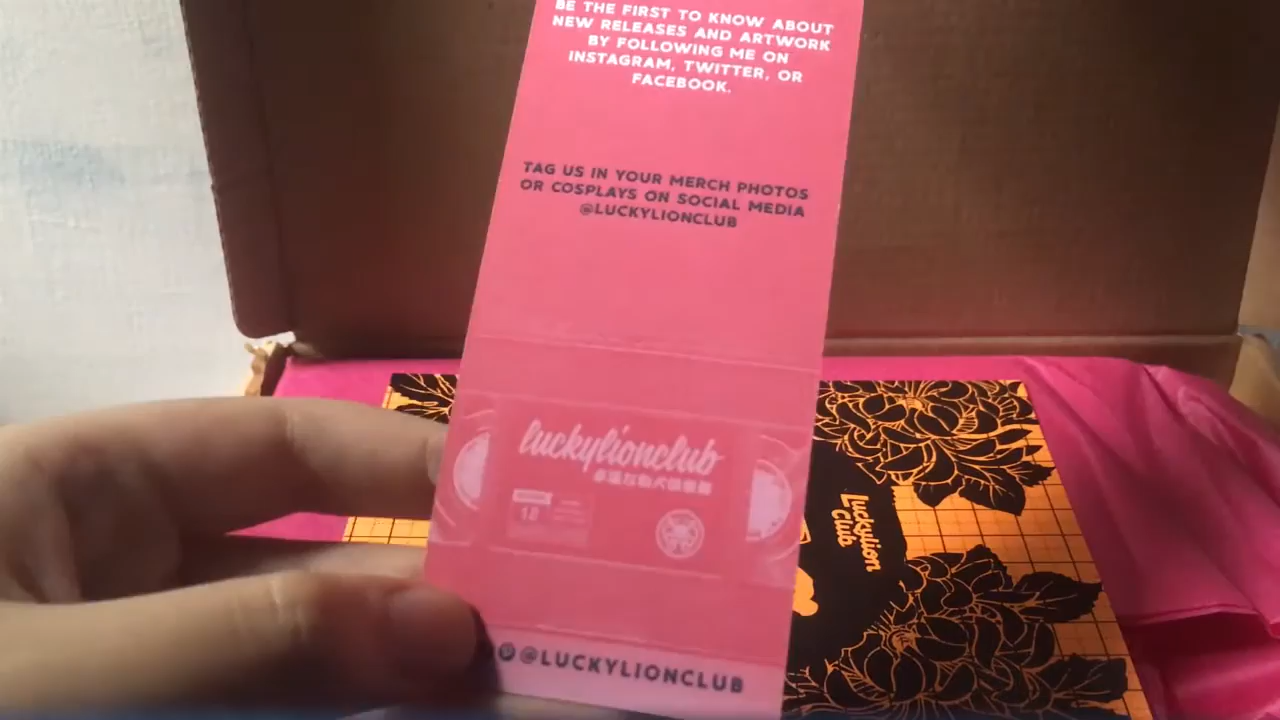 BE THE FIRST TO KNOW ABOUT
NEW RELEASES AND ARTWORK
BY FOLLOWING ME ON
INSTAGRAM, TWITTER, OR
FACEBOOK.
TAG US IN YOUR MERCH PHOTOS
OR COSPLAYS ON SOCIAL MEDIA
@LUCKYLIONCLUB
luckylionclub
@LUCKYLIONCLUB
Luckylion
Club